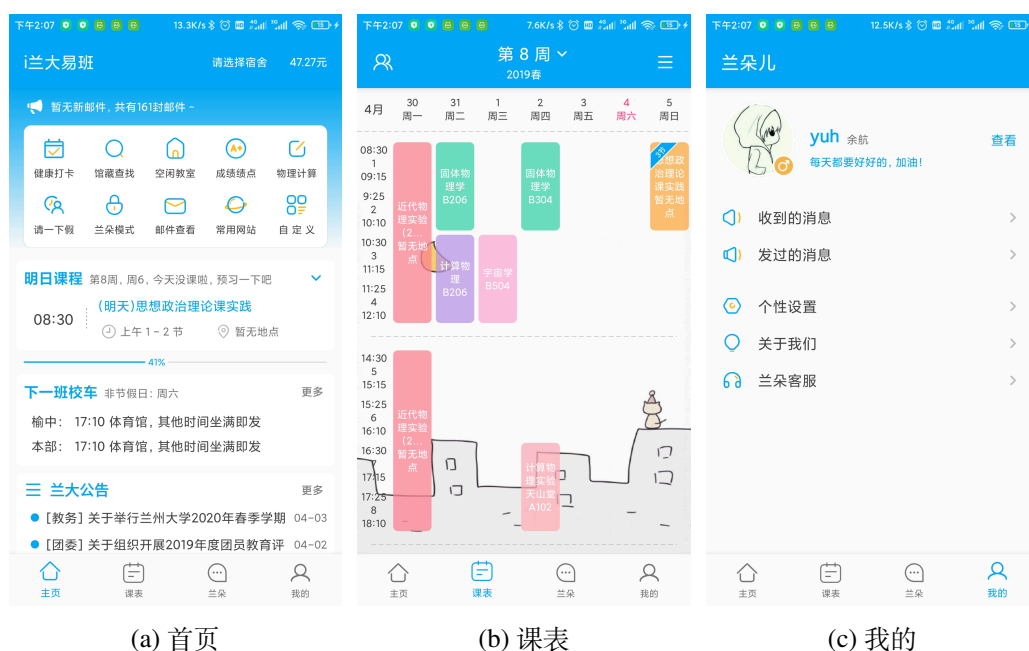 下午2:07 13.3K/s 4G 5G 15
i兰大易班 请选择宿舍 47.27元
暂无新邮件, 共有161封邮件 ~
健康打卡 馆藏查找 空闲教室 成绩绩点 物理计算
A+
请一下假 兰朵模式 邮件查看 常用网站 自定义
明日课程 第8周, 周6, 今天没课啦, 预习一下吧
(明天)思想政治理论课实践
08:30
上午 1 - 2 节 暂无地点
41%
下一班校车 非节假日: 周六 更多
榆中: 17:10 体育馆, 其他时间坐满即发
本部: 17:10 体育馆, 其他时间坐满即发
兰大公告 更多
[教务] 关于举行兰州大学2020年春季学期 04-03
[团委] 关于组织开展2019年度团员教育评 04-02
主页 课表 兰朵 我的
(a) 首页
下午2:07 7.6K/s 15
第 8 周
2019春
4月 30 31 1 2 3 4 5
周一 周二 周三 周四 周五 周六 周日
08:30
1
09:15
9:25
2
10:10
10:30
3
11:15
11:25
4
12:10
14:30
5
15:15
15:25
6
16:10
16:30
7
17:15
17:25
8
18:10
近代物
理实验
(2...
暂无地
点
近代物
理实验
(2...
暂无地
点
固体物
理学
B206
计算物
理
B206
宇宙学
B504
固体物
理学
B304
计算物
理实验
天山堂
A102
思想政
治理论
课实践
暂无地
点
主页 课表 兰朵 我的
(b) 课表
下午2:07 12.5K/s 15
兰朵儿
yuh 余航 查看
每天都要好好的, 加油!
收到的消息
发过的消息
个性设置
关于我们
兰朵客服
主页 课表 兰朵 我的
(c) 我的